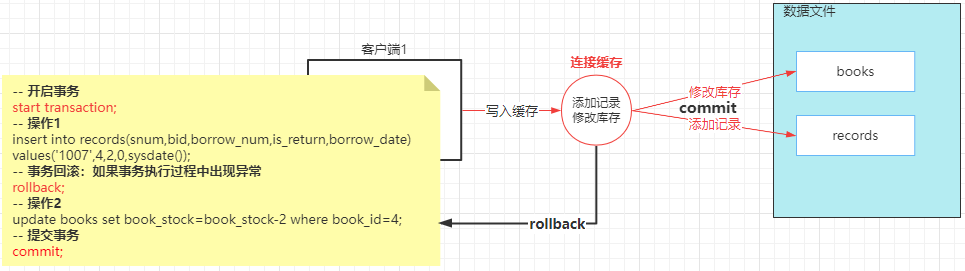 数据文件
客户端1
连接缓存
-- 开启事务
start transaction;
-- 操作1
insert into records(snum,bid,borrow_num,is_return,borrow_date)
values('1007',4,2,0,sysdate());
-- 事务回滚：如果事务执行过程中出现异常
rollback;
-- 操作2
update books set book_stock=book_stock-2 where book_id=4;
-- 提交事务
commit;
写入缓存
添加记录
修改库存
修改库存
commit
添加记录
books
records
rollback